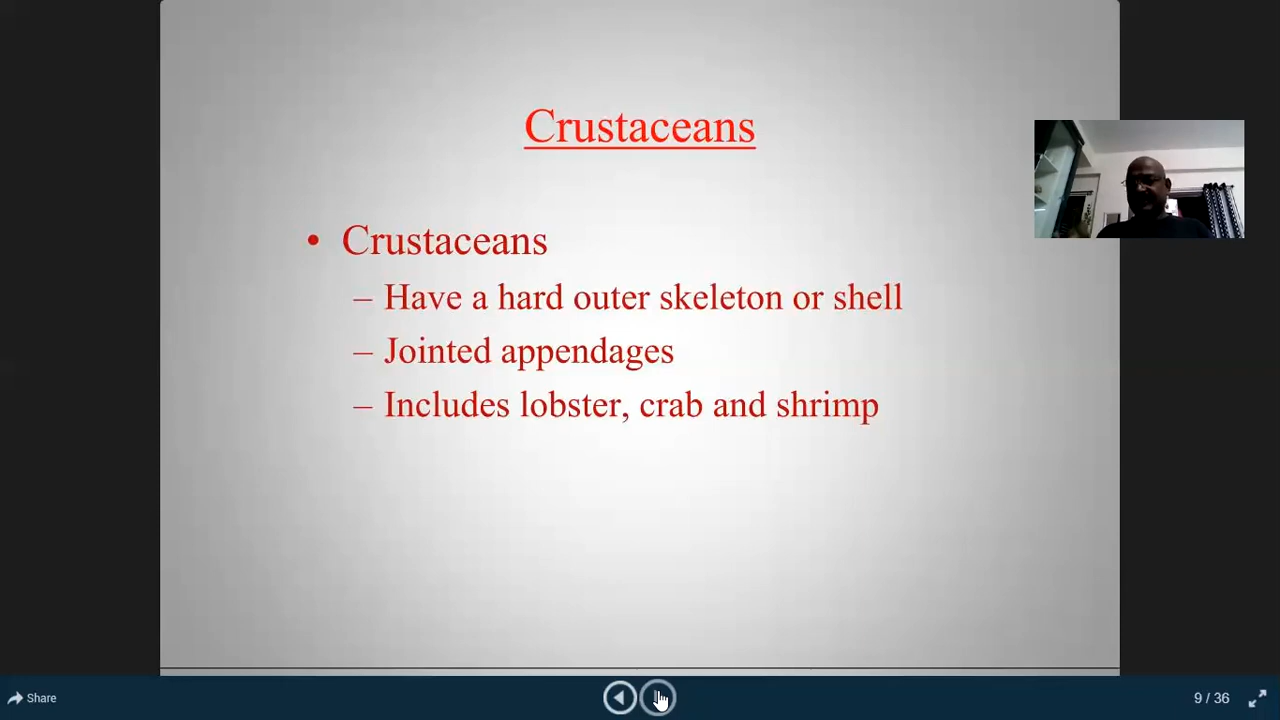 Crustaceans
• Crustaceans
– Have a hard outer skeleton or shell
– Jointed appendages
– Includes lobster, crab and shrimp
Share
9 / 36